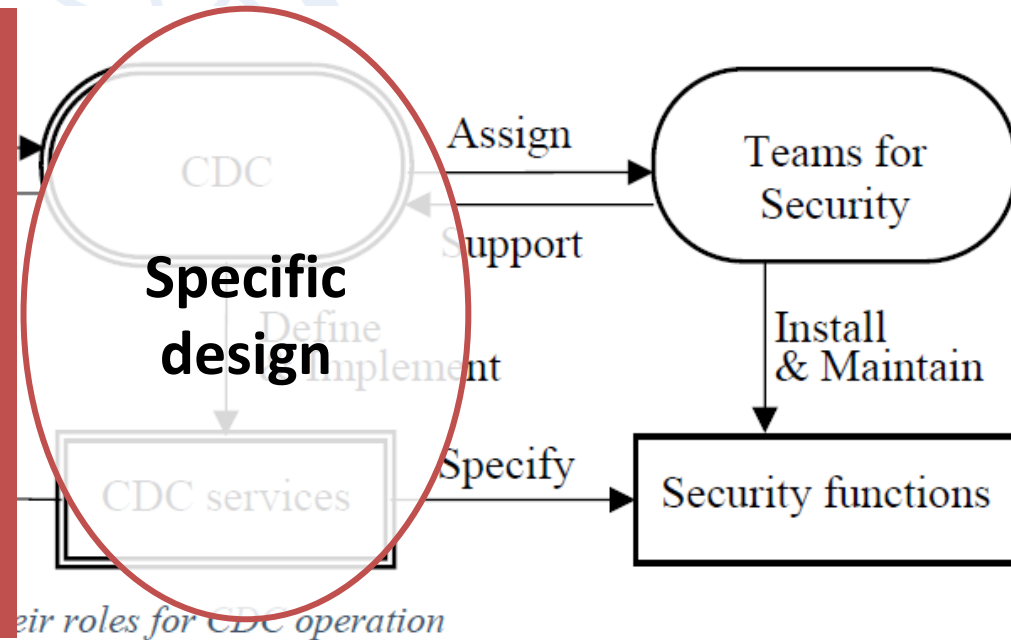 CDC
Assign
Teams for
Security
Support
Specific
design
Define
& Implement
Install
& Maintain
CDC services
Specify
Security functions
eir roles for CDC operation